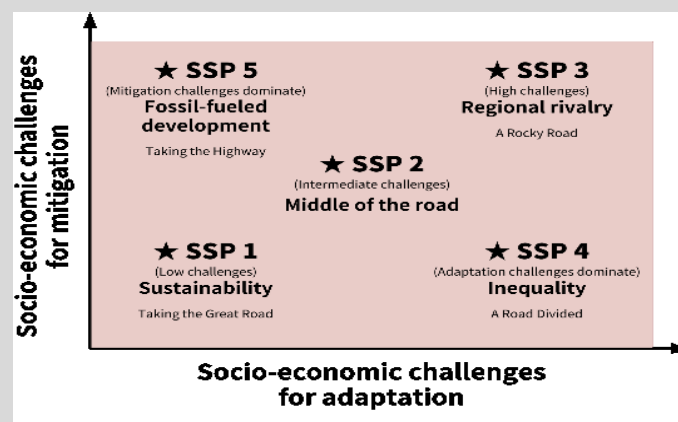 Socio-economic challenges
for mitigation
★ SSP 5
(Mitigation challenges dominate)
Fossil-fueled
development
Taking the Highway
★ SSP 3
(High challenges)
Regional rivalry
A Rocky Road
★ SSP 2
(Intermediate challenges)
Middle of the road
★ SSP 1
(Low challenges)
Sustainability
Taking the Great Road
★ SSP 4
(Adaptation challenges dominate)
Inequality
A Road Divided
Socio-economic challenges
for adaptation